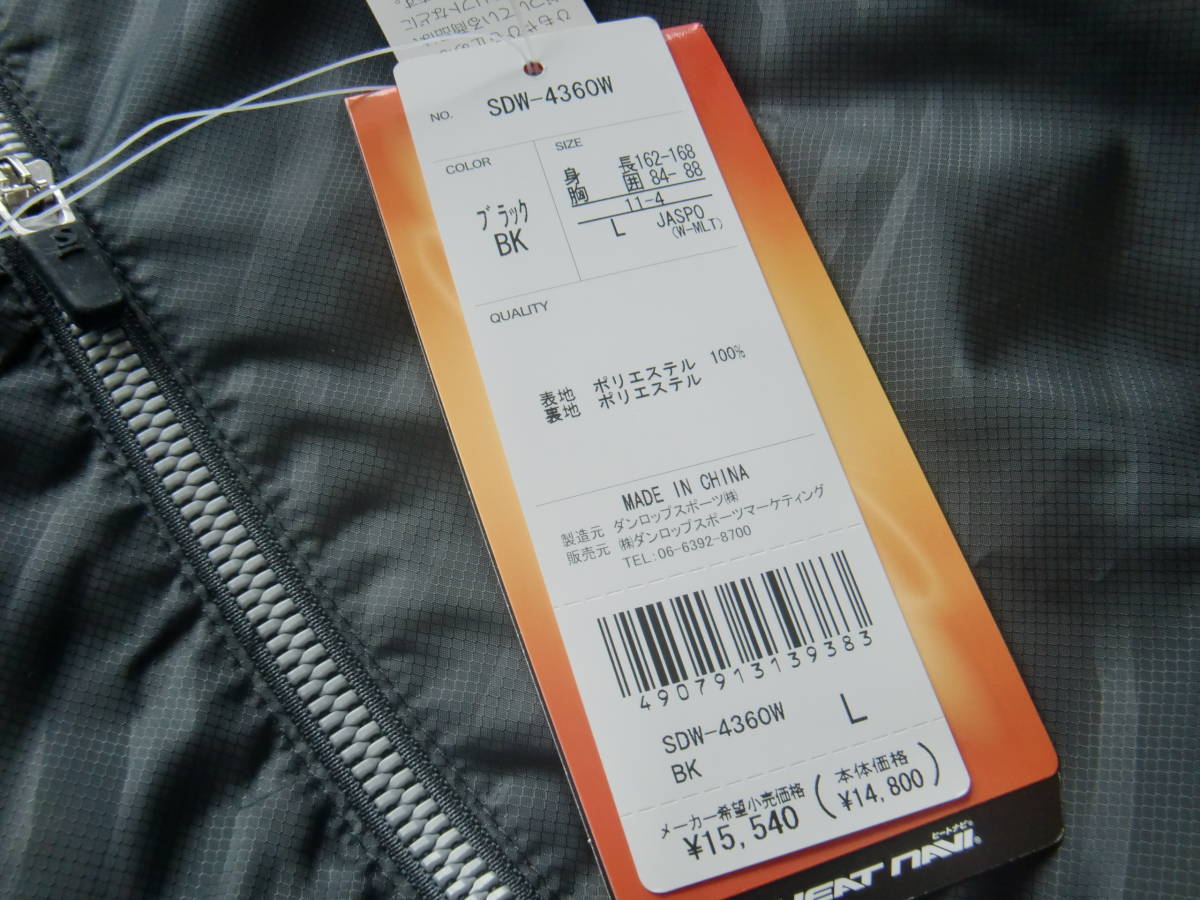 NO. SDW-4360W
COLOR
ブラック
BK
SIZE
身 長162-168
胸 囲 84- 88
11-4
L JASPO
(W-MLT)
QUALITY
表地 ポリエステル 100%
裏地 ポリエステル
MADE IN CHINA
製造元 ダンロップスポーツ㈱
販売元 ㈱ダンロップスポーツマーケティング
TEL:06-6392-8700
4907913139383
SDW-4360W L
BK
メーカー希望小売価格
¥15,540
(本体価格
¥14,800)
ヒートナビ
HEAT NAVI